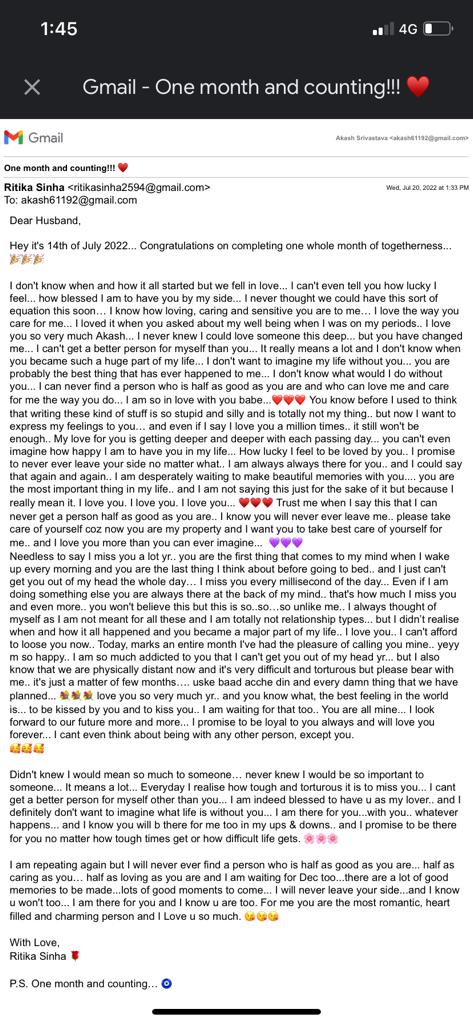 1:45
4G
Gmail - One month and counting!!! ♥️
Gmail
Akash Srivastava <akash61192@gmail.com>
One month and counting!!! ♥️
Ritika Sinha <ritikasinha2594@gmail.com>
Wed, Jul 20, 2022 at 1:33 PM
To: akash61192@gmail.com
Dear Husband,
Hey it's 14th of July 2022... Congratulations on completing one whole month of togetherness...
🎉🎉🎉
I don't know when and how it all started but we fell in love... I can't even tell you how lucky I
feel... how blessed I am to have you by my side... I never thought we could have this sort of
equation this soon... I know how loving, caring and sensitive you are to me... I love the way you
care for me... I loved it when you asked about my well being when I was on my periods.. I love
you so very much Akash... I never knew I could love someone this deep... but you have changed
me... I can't get a better person for myself than you... It really means a lot and I don't know when
you became such a huge part of my life... I don't want to imagine my life without you... you are
probably the best thing that has ever happened to me... I don't know what would I do without
you... I can never find a person who is half as good as you are and who can love me and care
for me the way you do... I am so in love with you babe...❤️❤️❤️ You know before I used to think
that writing these kind of stuff is so stupid and silly and is totally not my thing.. but now I want to
express my feelings to you... and even if I say I love you a million times.. it still won't be
enough.. My love for you is getting deeper and deeper with each passing day... you can't even
imagine how happy I am to have you in my life... How lucky I feel to be loved by you.. I promise
to never ever leave your side no matter what.. I am always always there for you.. and I could say
that again and again.. I am desperately waiting to make beautiful memories with you.... you are
the most important thing in my life.. and I am not saying this just for the sake of it but because I
really mean it. I love you. I love you. I love you... ❤️❤️❤️ Trust me when I say this that I can
never get a person half as good as you are.. I know you will never ever leave me.. please take
care of yourself coz now you are my property and I want you to take best care of yourself for
me.. and I love you more than you can ever imagine... 💜💜💜
Needless to say I miss you a lot yr.. you are the first thing that comes to my mind when I wake
up every morning and you are the last thing I think about before going to bed.. and I just can't
get you out of my head the whole day... I miss you every millisecond of the day... Even if I am
doing something else you are always there at the back of my mind.. that's how much I miss you
and even more.. you won't believe this but this is so..so...so unlike me.. I always thought of
myself as I am not meant for all these and I am totally not relationship types... but I didn't realise
when and how it all happened and you became a major part of my life.. I love you.. I can't afford
to loose you now.. Today, marks an entire month I've had the pleasure of calling you mine.. yeyy
m so happy.. I am so much addicted to you that I can't get you out of my head yr... but I also
know that we are physically distant now and it's very difficult and torturous but please bear with
me.. it's just a matter of few months.... uske baad acche din and every damn thing that we have
planned... 💐💐💐 love you so very much yr.. and you know what, the best feeling in the world
is... to be kissed by you and to kiss you.. I am waiting for that too.. You are all mine... I look
forward to our future more and more... I promise to be loyal to you always and will love you
forever... I cant even think about being with any other person, except you.
🥰🥰🥰
Didn't knew I would mean so much to someone... never knew I would be so important to
someone... It means a lot... Everyday I realise how tough and torturous it is to miss you... I cant
get a better person for myself other than you... I am indeed blessed to have u as my lover.. and I
definitely don't want to imagine what life is without you... I am there for you...with you.. whatever
happens... and I know you will b there for me too in my ups & downs.. and I promise to be there
for you no matter how tough times get or how difficult life gets. 🌸🌸🌸
I am repeating again but I will never ever find a person who is half as good as you are... half as
caring as you... half as loving as you are and I am waiting for Dec too...there are a lot of good
memories to be made...lots of good moments to come... I will never leave your side...and I know
u won't too... I am there for you and I know u are too. For me you are the most romantic, heart
filled and charming person and I Love u so much. 😘😘😘
With Love,
Ritika Sinha 🌹
P.S. One month and counting... 🧿